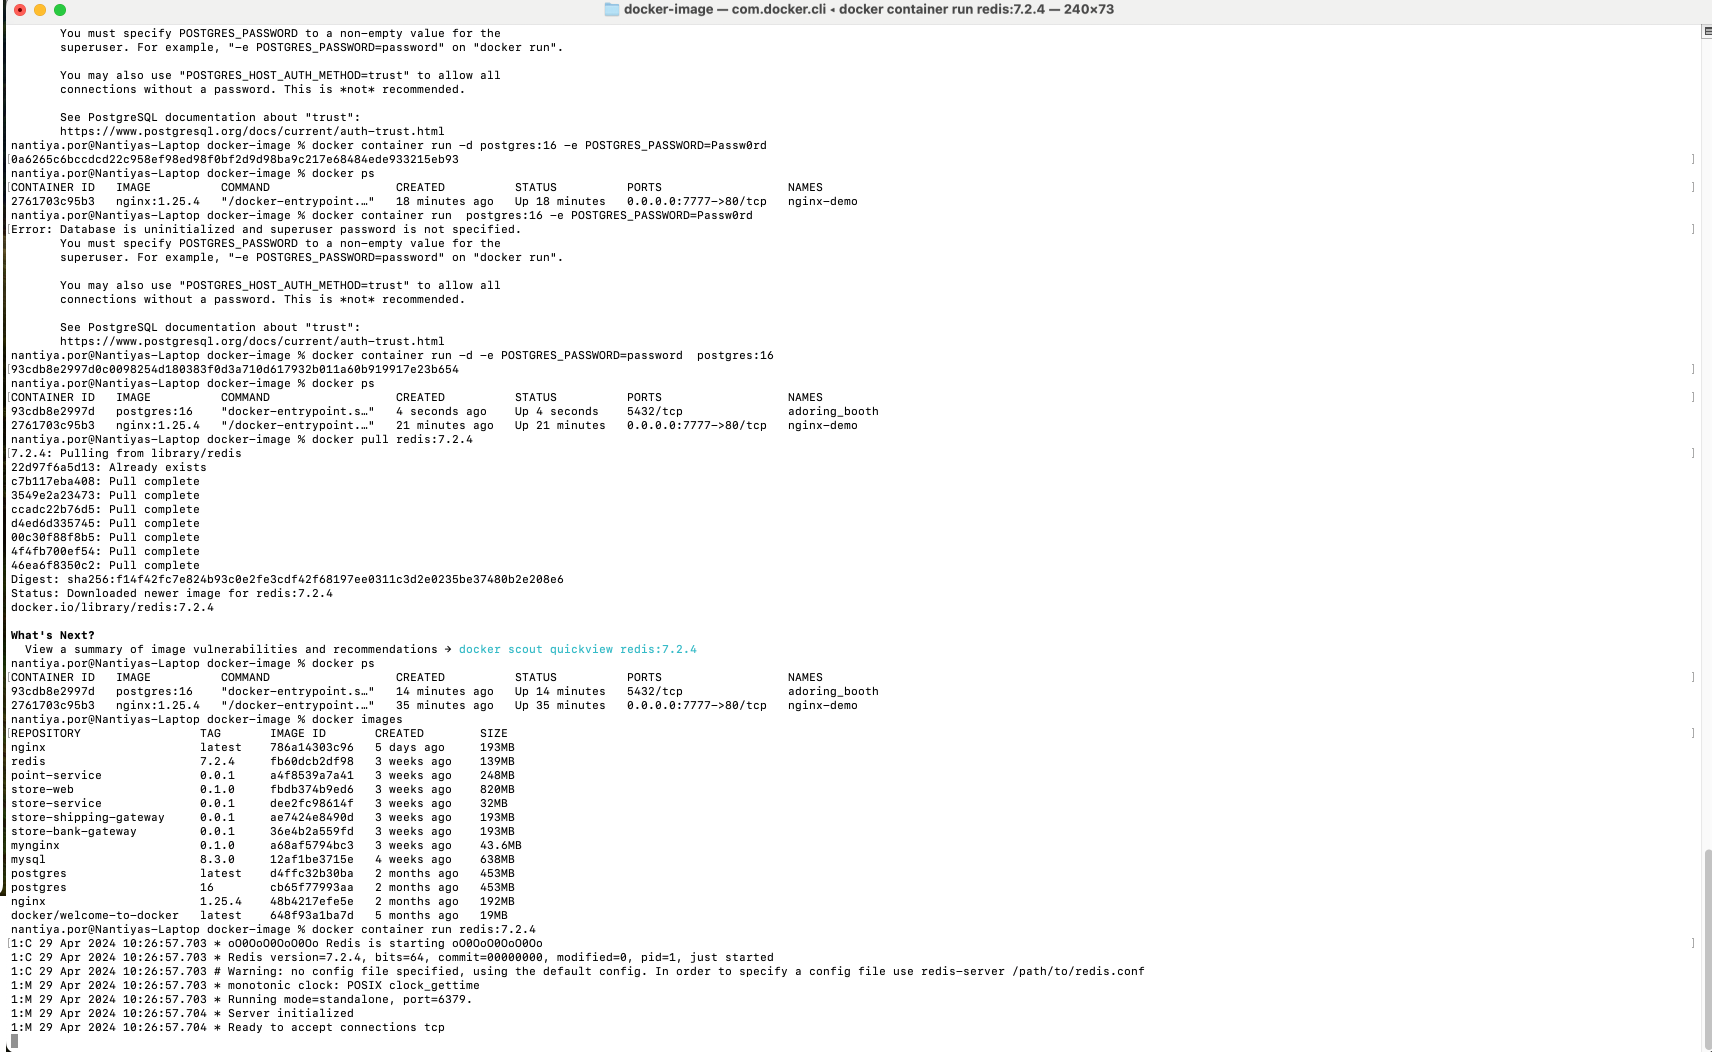 docker-image — com.docker.cli ◂ docker container run redis:7.2.4 — 240×73
You must specify POSTGRES_PASSWORD to a non-empty value for the
superuser. For example, "-e POSTGRES_PASSWORD=password" on "docker run".
You may also use "POSTGRES_HOST_AUTH_METHOD=trust" to allow all
connections without a password. This is *not* recommended.
See PostgreSQL documentation about "trust":
https://www.postgresql.org/docs/current/auth-trust.html
nantiya.por@Nantiyas-Laptop docker-image % docker container run -d postgres:16 -e POSTGRES_PASSWORD=Passw0rd
[0a6265c6bccdcd22c958ef98ed98f0bf2d9d98ba9c217e68484ede933215eb93 ]
nantiya.por@Nantiyas-Laptop docker-image % docker ps
[CONTAINER ID IMAGE COMMAND CREATED STATUS PORTS NAMES ]
2761703c95b3 nginx:1.25.4 "/docker-entrypoint.…" 18 minutes ago Up 18 minutes 0.0.0.0:7777->80/tcp nginx-demo
nantiya.por@Nantiyas-Laptop docker-image % docker container run  postgres:16 -e POSTGRES_PASSWORD=Passw0rd
[Error: Database is uninitialized and superuser password is not specified. ]
You must specify POSTGRES_PASSWORD to a non-empty value for the
superuser. For example, "-e POSTGRES_PASSWORD=password" on "docker run".
You may also use "POSTGRES_HOST_AUTH_METHOD=trust" to allow all
connections without a password. This is *not* recommended.
See PostgreSQL documentation about "trust":
https://www.postgresql.org/docs/current/auth-trust.html
nantiya.por@Nantiyas-Laptop docker-image % docker container run -d -e POSTGRES_PASSWORD=password  postgres:16
[93cdb8e2997d0c0098254d180383f0d3a710d617932b011a60b919917e23b654 ]
nantiya.por@Nantiyas-Laptop docker-image % docker ps
[CONTAINER ID IMAGE COMMAND CREATED STATUS PORTS NAMES ]
93cdb8e2997d postgres:16 "docker-entrypoint.s…" 4 seconds ago Up 4 seconds 5432/tcp adoring_booth
2761703c95b3 nginx:1.25.4 "/docker-entrypoint.…" 21 minutes ago Up 21 minutes 0.0.0.0:7777->80/tcp nginx-demo
nantiya.por@Nantiyas-Laptop docker-image % docker pull redis:7.2.4
[7.2.4: Pulling from library/redis ]
22d97f6a5d13: Already exists
c7b117eba408: Pull complete
3549e2a23473: Pull complete
ccadc22b76d5: Pull complete
d4ed6d335745: Pull complete
00c30f88f8b5: Pull complete
4f4fb700ef54: Pull complete
46ea6f8350c2: Pull complete
Digest: sha256:f14f42fc7e824b93c0e2fe3cdf42f68197ee0311c3d2e0235be37480b2e208e6
Status: Downloaded newer image for redis:7.2.4
docker.io/library/redis:7.2.4
What's Next?
View a summary of image vulnerabilities and recommendations → docker scout quickview redis:7.2.4
nantiya.por@Nantiyas-Laptop docker-image % docker ps
[CONTAINER ID IMAGE COMMAND CREATED STATUS PORTS NAMES ]
93cdb8e2997d postgres:16 "docker-entrypoint.s…" 14 minutes ago Up 14 minutes 5432/tcp adoring_booth
2761703c95b3 nginx:1.25.4 "/docker-entrypoint.…" 35 minutes ago Up 35 minutes 0.0.0.0:7777->80/tcp nginx-demo
nantiya.por@Nantiyas-Laptop docker-image % docker images
[REPOSITORY TAG IMAGE ID CREATED SIZE ]
nginx latest 786a14303c96 5 days ago 193MB
redis 7.2.4 fb60dcb2df98 3 weeks ago 139MB
point-service 0.0.1 a4f8539a7a41 3 weeks ago 248MB
store-web 0.1.0 fbdb374b9ed6 3 weeks ago 820MB
store-service 0.0.1 dee2fc98614f 3 weeks ago 32MB
store-shipping-gateway 0.0.1 ae7424e8490d 3 weeks ago 193MB
store-bank-gateway 0.0.1 36e4b2a559fd 3 weeks ago 193MB
mynginx 0.1.0 a68af5794bc3 3 weeks ago 43.6MB
mysql 8.3.0 12af1be3715e 4 weeks ago 638MB
postgres latest d4ffc32b30ba 2 months ago 453MB
postgres 16 cb65f77993aa 2 months ago 453MB
nginx 1.25.4 48b4217efe5e 2 months ago 192MB
docker/welcome-to-docker latest 648f93a1ba7d 5 months ago 19MB
nantiya.por@Nantiyas-Laptop docker-image % docker container run redis:7.2.4
[1:C 29 Apr 2024 10:26:57.703 * oO0OoO0OoO0Oo Redis is starting oO0OoO0OoO0Oo ]
1:C 29 Apr 2024 10:26:57.703 * Redis version=7.2.4, bits=64, commit=00000000, modified=0, pid=1, just started
1:C 29 Apr 2024 10:26:57.703 # Warning: no config file specified, using the default config. In order to specify a config file use redis-server /path/to/redis.conf
1:M 29 Apr 2024 10:26:57.703 * monotonic clock: POSIX clock_gettime
1:M 29 Apr 2024 10:26:57.703 * Running mode=standalone, port=6379.
1:M 29 Apr 2024 10:26:57.704 * Server initialized
1:M 29 Apr 2024 10:26:57.704 * Ready to accept connections tcp